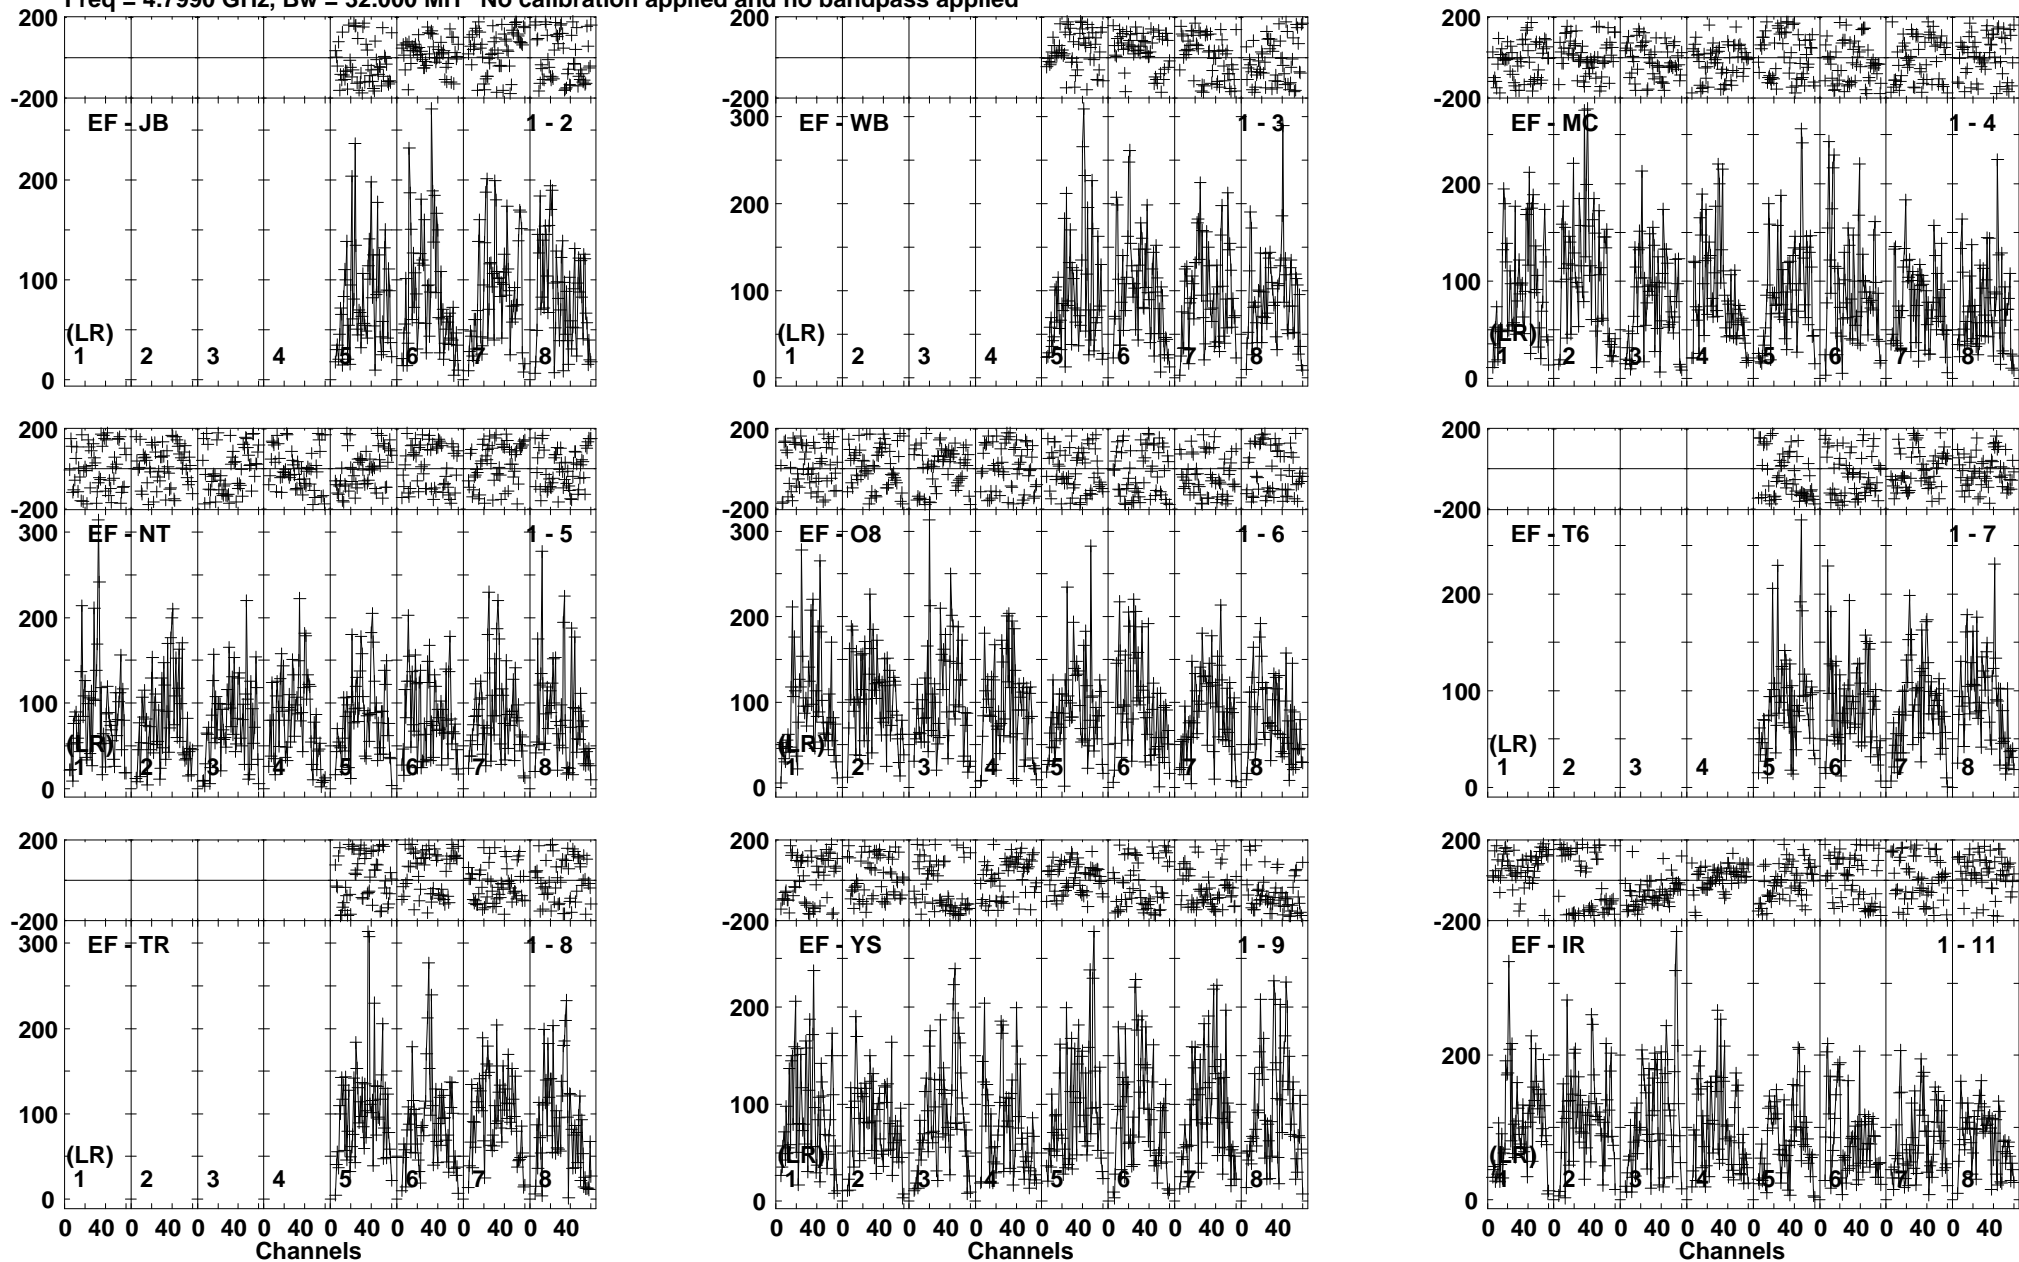 Freq = 4.7990 GHz, Bw = 32.000 MH No calibration applied and no bandpass applied
200 200 200
-200 -200 -200
EF - JB 1 - 2 300 EF - WB 1 - 3 EF - MC 1 - 4
200 200 200
100 100 100
(LR) (LR) (LR)
1 2 3 4 5 6 7 8 1 2 3 4 5 6 7 8 1 2 3 4 5 6 7 8
0 0 0
200 200 200
-200 -200 -200
300 EF - NT 1 - 5 300 EF - O8 1 - 6 EF - T6 1 - 7
200 200 200
100 100 100
(LR) (LR) (LR)
1 2 3 4 5 6 7 8 1 2 3 4 5 6 7 8 1 2 3 4 5 6 7 8
0 0 0
200 200 200
-200 -200 -200
300 EF - TR 1 - 8 EF - YS 1 - 9 EF - IR 1 - 11
200 200 200
100 100
(LR) (LR) (LR)
1 2 3 4 5 6 7 8 1 2 3 4 5 6 7 8 1 2 3 4 5 6 7 8
0 0 0
0 40 0 40 0 40 0 40 0 40 0 40 0 40 0 40 0 40 0 40 0 40 0 40 0 40 0 40 0 40 0 40 0 40 0 40 0 40 0 40 0 40 0 40 0 40 0 40
Channels Channels Channels